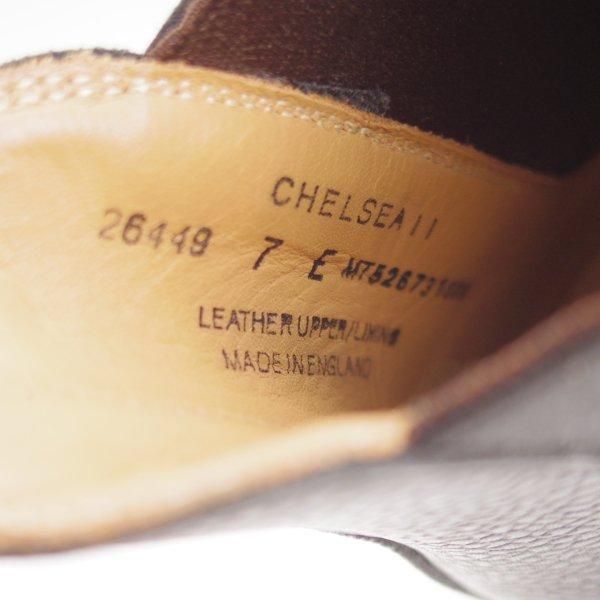 CHELSEA II
26449 7 E
LEATHER UPPER/LINING
MADE IN ENGLAND